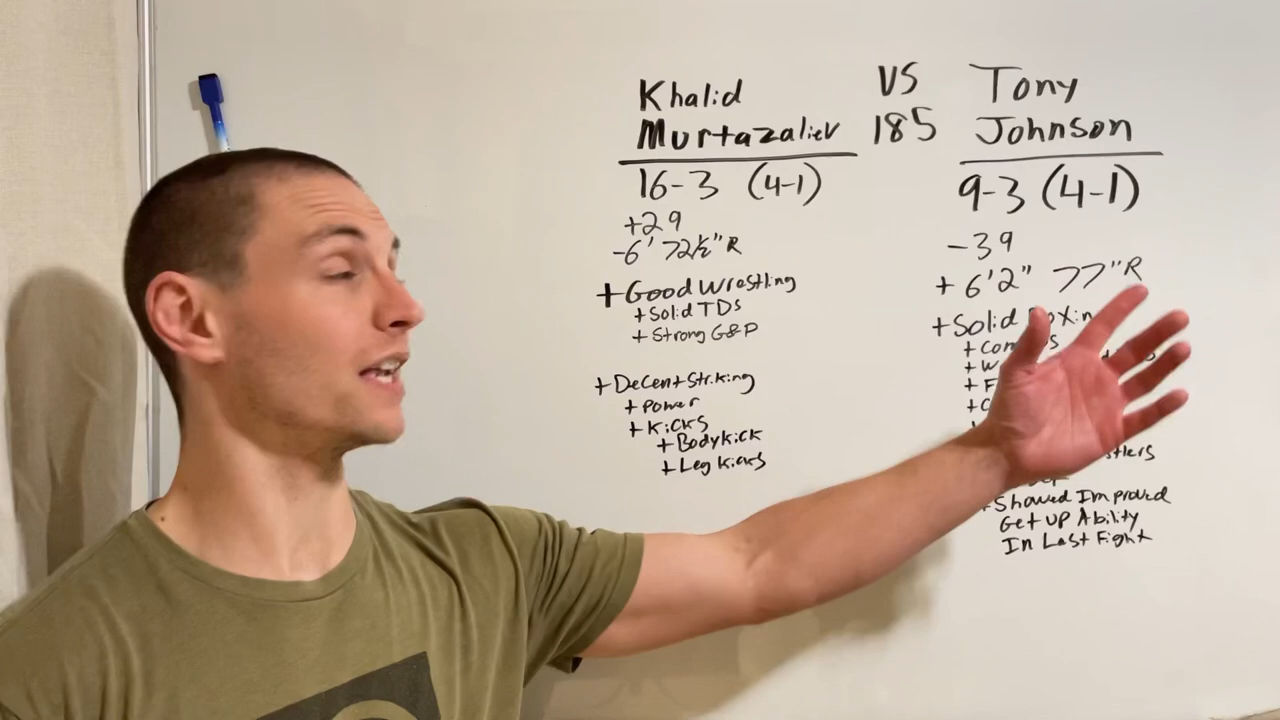 Khalid
Murtazaliev
16-3 (4-1)
+29
-6' 72½"R
+Good Wrestling
+Solid TDs
+Strong G&P
+Decent Striking
+Power
+Kicks
+Bodykick
+Leg Kicks
VS
185
Tony
Johnson
9-3 (4-1)
-39
+ 6'2" 77"R
+Solid
Showed Improved
Get UP Ability
In Last Fight